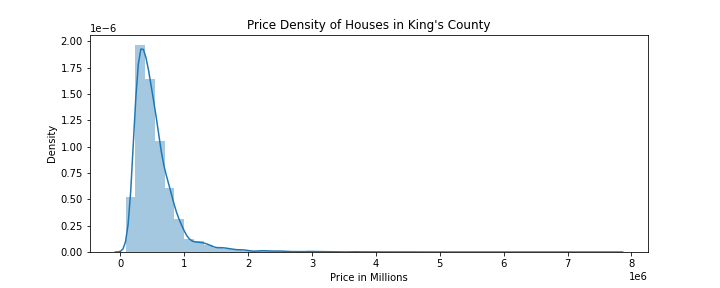 Price Density of Houses in King's County
1e−6
2.00
1.75
1.50
1.25
1.00
0.75
0.50
0.25
0.00
Density
0 1 2 3 4 5 6 7 8
1e6
Price in Millions